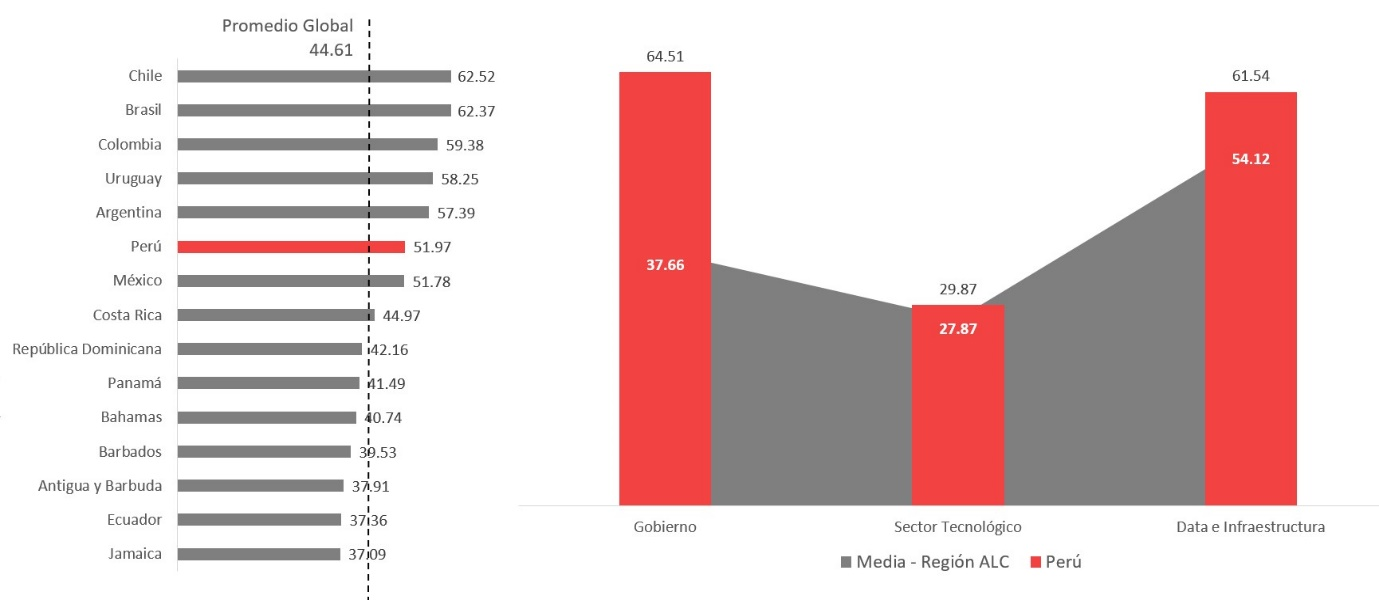 Promedio Global
44.61
Chile 62.52
Brasil 62.37
Colombia 59.38
Uruguay 58.25
Argentina 57.39
Perú 51.97
México 51.78
Costa Rica 44.97
República Dominicana 42.16
Panamá 41.49
Bahamas 40.74
Barbados 39.53
Antigua y Barbuda 37.91
Ecuador 37.36
Jamaica 37.09
64.51
61.54
54.12
37.66
29.87
27.87
Gobierno Sector Tecnológico Data e Infraestructura
Media - Región ALC Perú